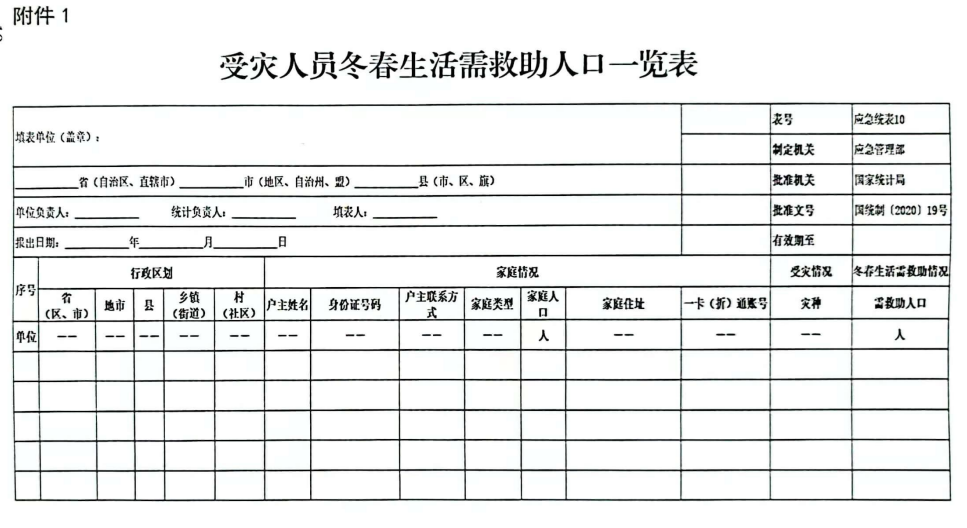 附件 1
受灾人员冬春生活需救助人口一览表
填表单位（盖章）：
表号 应急统表10
制定机关 应急管理部
________省（自治区、直辖市）________市（地区、自治州、盟）________县（市、区、旗） 批准机关 国家统计局
单位负责人：________ 统计负责人：________ 填表人：________ 批准文号 国统制〔2020〕19号
报出日期：________年________月________日 有效期至
序号 行政区划 家庭情况 受灾情况 冬春生活需救助情况
省（区、市） 地市 县 乡镇（街道） 村（社区） 户主姓名 身份证号码 户主联系方式 家庭类型 家庭人口 家庭住址 一卡（折）通账号 灾种 需救助人口
单位 —— —— —— —— —— —— —— —— —— 人 —— —— —— 人